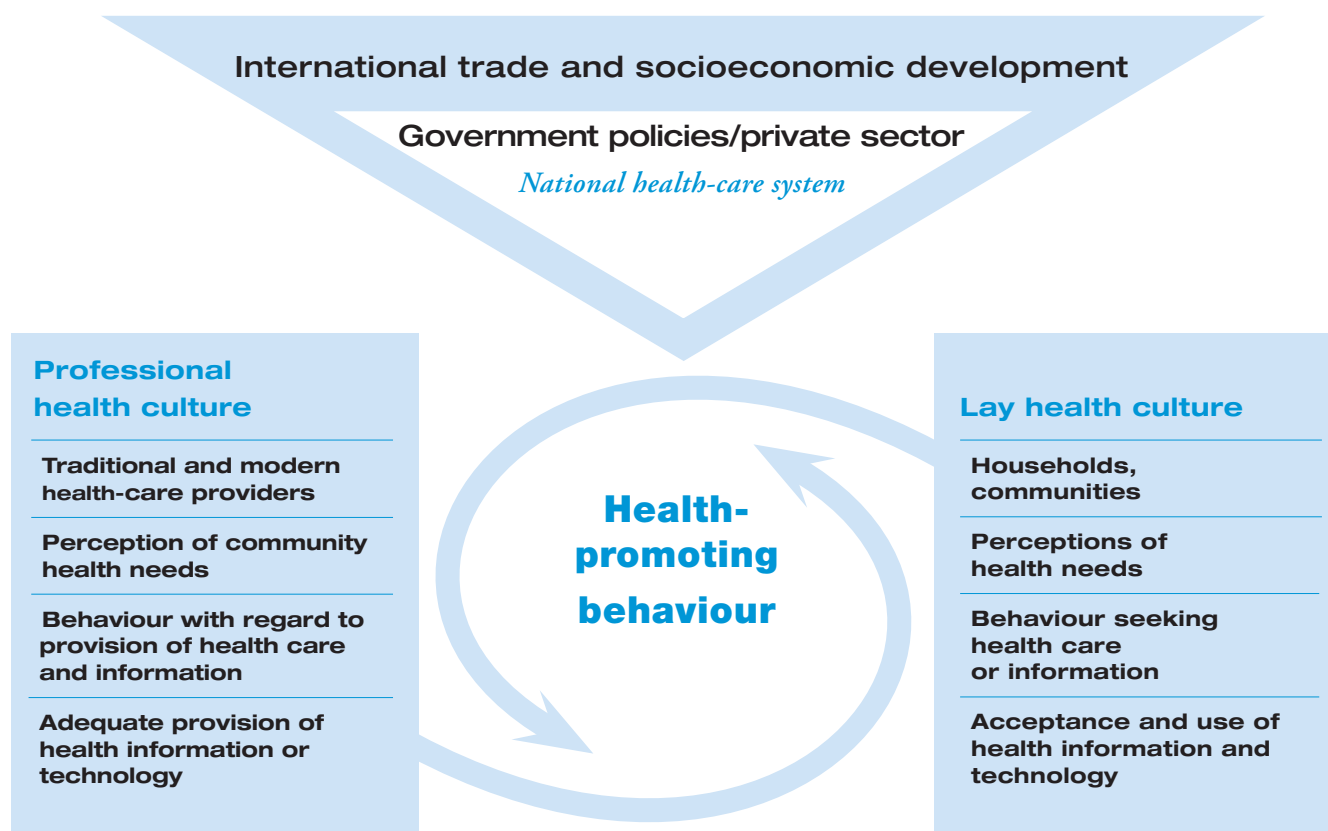 International trade and socioeconomic development
Government policies/private sector
National health-care system
Professional
health culture
Traditional and modern
health-care providers
Perception of community
health needs
Behaviour with regard to
provision of health care
and information
Adequate provision of
health information or
technology
Health-
promoting
behaviour
Lay health culture
Households,
communities
Perceptions of
health needs
Behaviour seeking
health care
or information
Acceptance and use of
health information and
technology